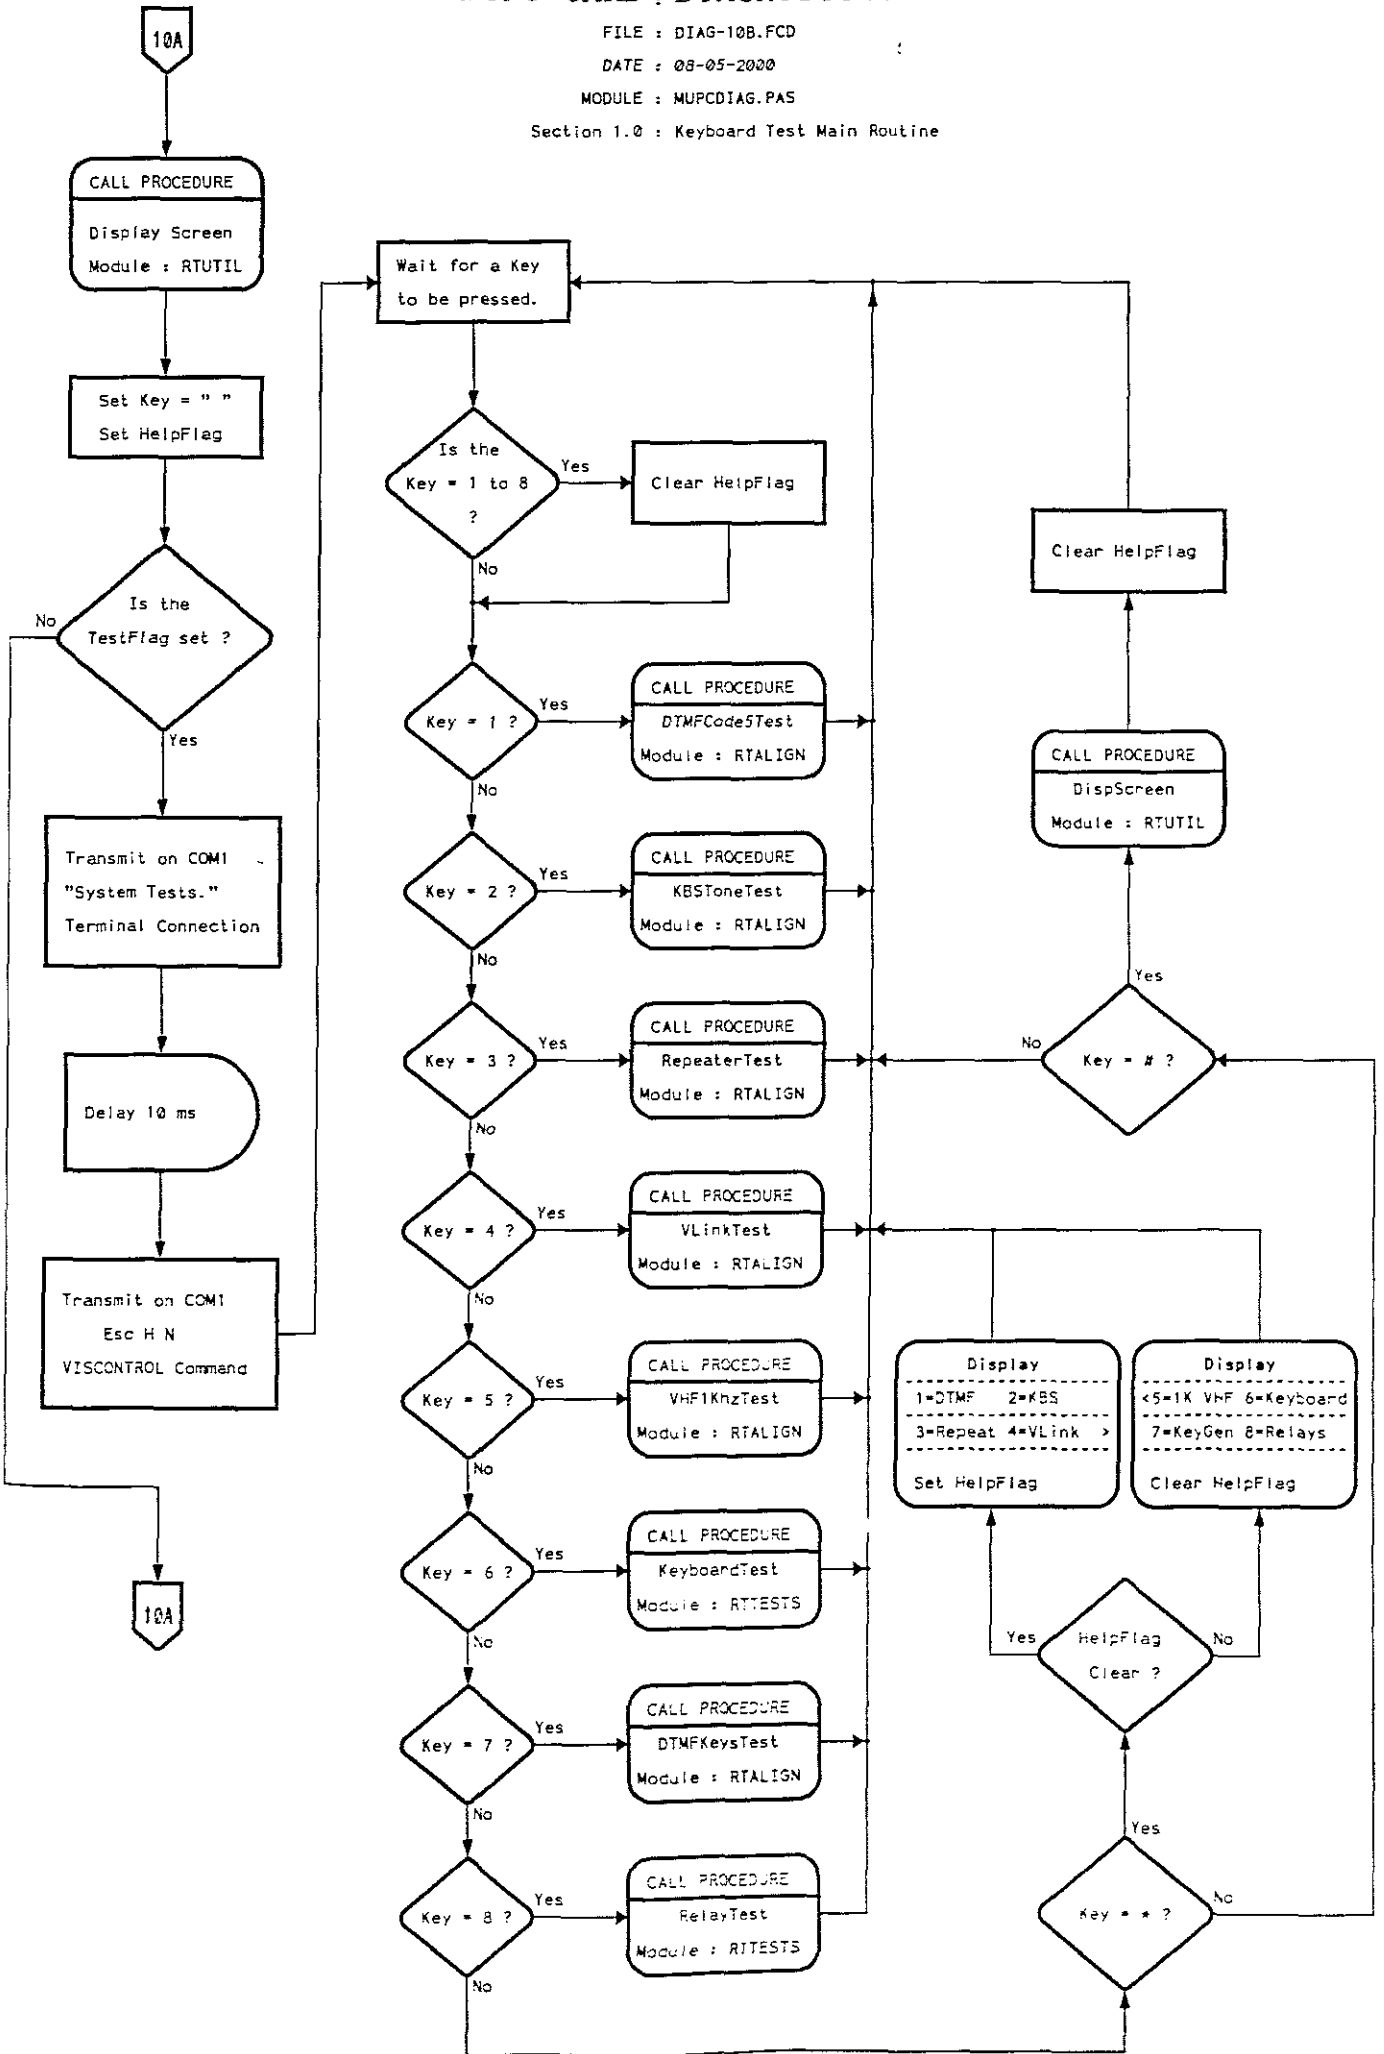 FILE : DIAG-10B.FCD
DATE : 08-05-2000
MODULE : MUPCDIAG.PAS
Section 1.0 : Keyboard Test Main Routine
10A
CALL PROCEDURE
Display Screen
Module : RTUTIL
Set Key = " "
Set HelpFlag
Is the
TestFlag set ?
No
Yes
Transmit on COM1
"System Tests."
Terminal Connection
Delay 10 ms
Transmit on COM1
Esc H N
VISCONTROL Command
10A
Wait for a Key
to be pressed.
Is the
Key = 1 to 8
?
Yes
Clear HelpFlag
No
Key = 1 ?
Yes
CALL PROCEDURE
DTMFCode5Test
Module : RTALIGN
No
Key = 2 ?
Yes
CALL PROCEDURE
KBSToneTest
Module : RTALIGN
No
Key = 3 ?
Yes
CALL PROCEDURE
RepeaterTest
Module : RTALIGN
No
Key = 4 ?
Yes
CALL PROCEDURE
VLinkTest
Module : RTALIGN
No
Key = 5 ?
Yes
CALL PROCEDURE
VHF1KhzTest
Module : RTALIGN
No
Key = 6 ?
Yes
CALL PROCEDURE
KeyboardTest
Module : RTTESTS
No
Key = 7 ?
Yes
CALL PROCEDURE
DTMFKeysTest
Module : RTALIGN
No
Key = 8 ?
Yes
CALL PROCEDURE
RelayTest
Module : RTTESTS
No
Clear HelpFlag
CALL PROCEDURE
DispScreen
Module : RTUTIL
Yes
No
Key = # ?
Display
1=DTMF 2=KBS
3=Repeat 4=VLink >
Set HelpFlag
Display
<5=1K VHF 6=Keyboard
7=KeyGen 8=Relays
Clear HelpFlag
Yes
HelpFlag
Clear ?
No
Yes
Key = * ?
No